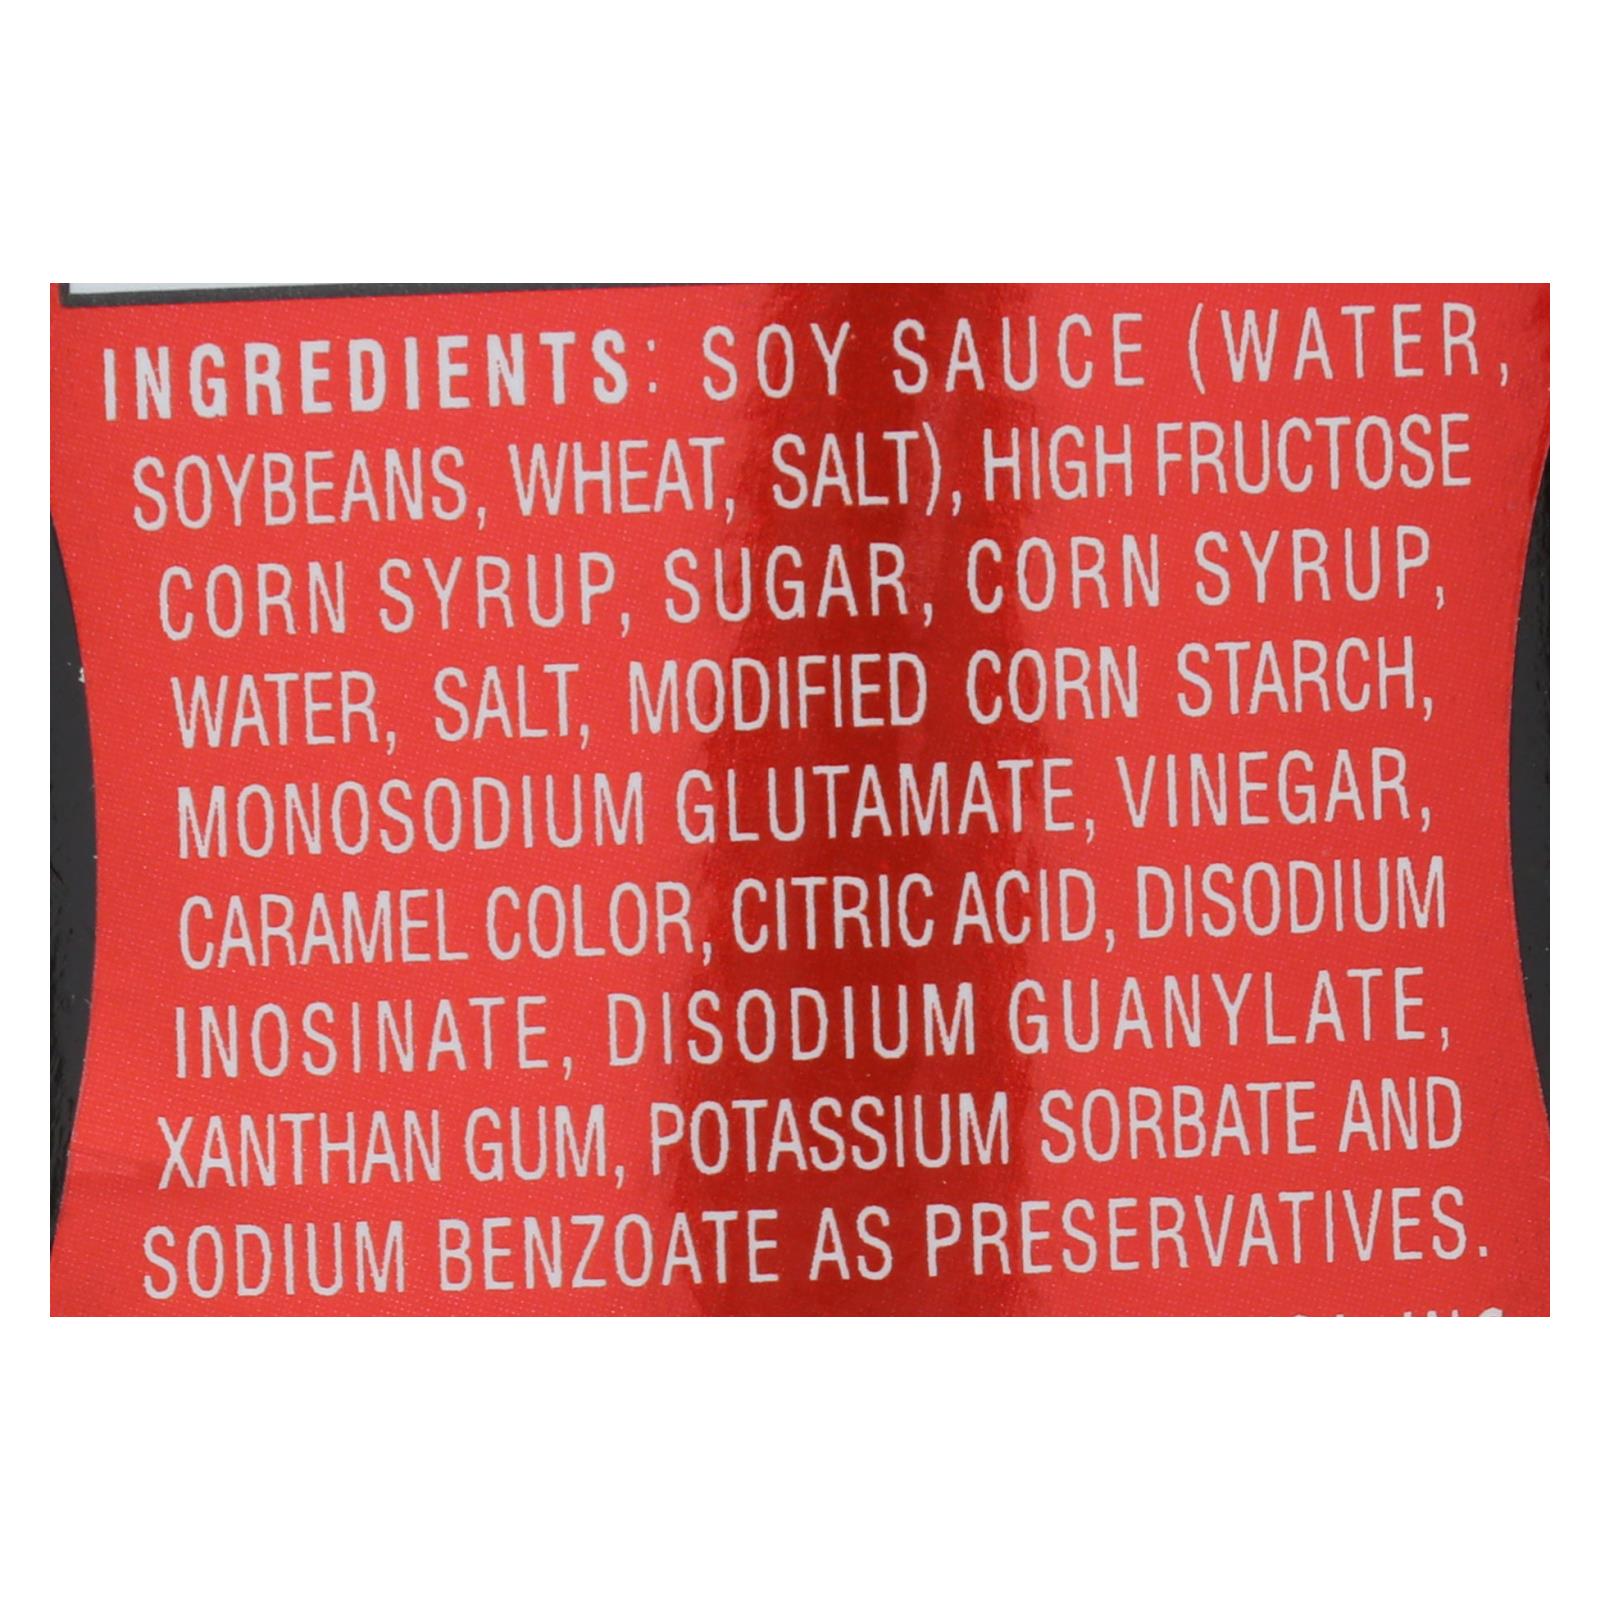 INGREDIENTS: SOY SAUCE (WATER,
SOYBEANS, WHEAT, SALT), HIGH FRUCTOSE
CORN SYRUP, SUGAR, CORN SYRUP,
WATER, SALT, MODIFIED CORN STARCH,
MONOSODIUM GLUTAMATE, VINEGAR,
CARAMEL COLOR, CITRIC ACID, DISODIUM
INOSINATE, DISODIUM GUANYLATE,
XANTHAN GUM, POTASSIUM SORBATE AND
SODIUM BENZOATE AS PRESERVATIVES.